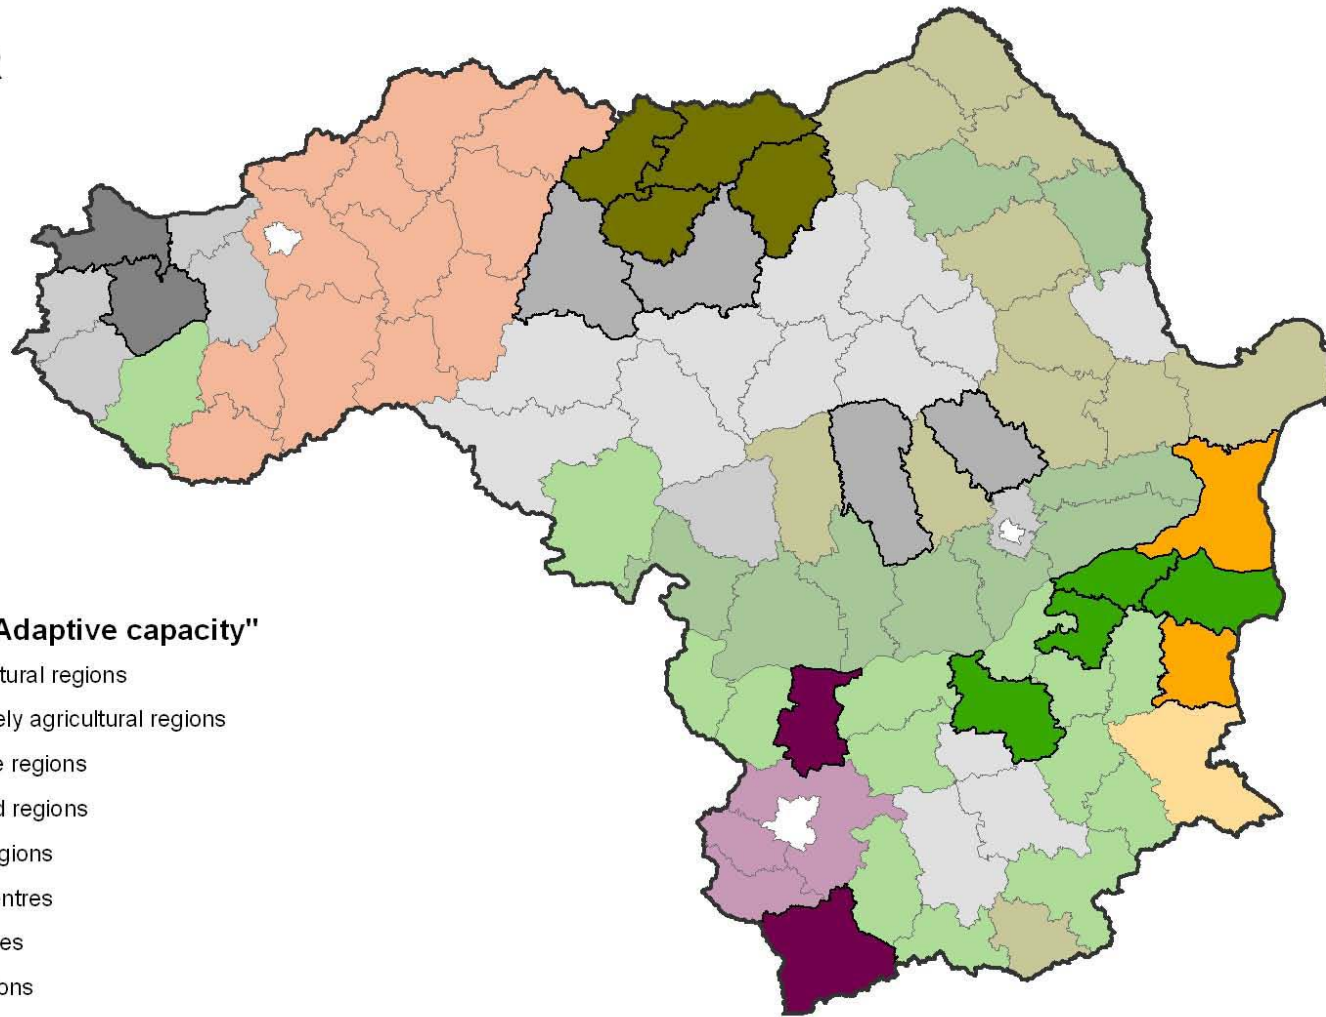 R
Adaptive capacity"
tural regions
ely agricultural regions
e regions
d regions
gions
ntres
es
ons